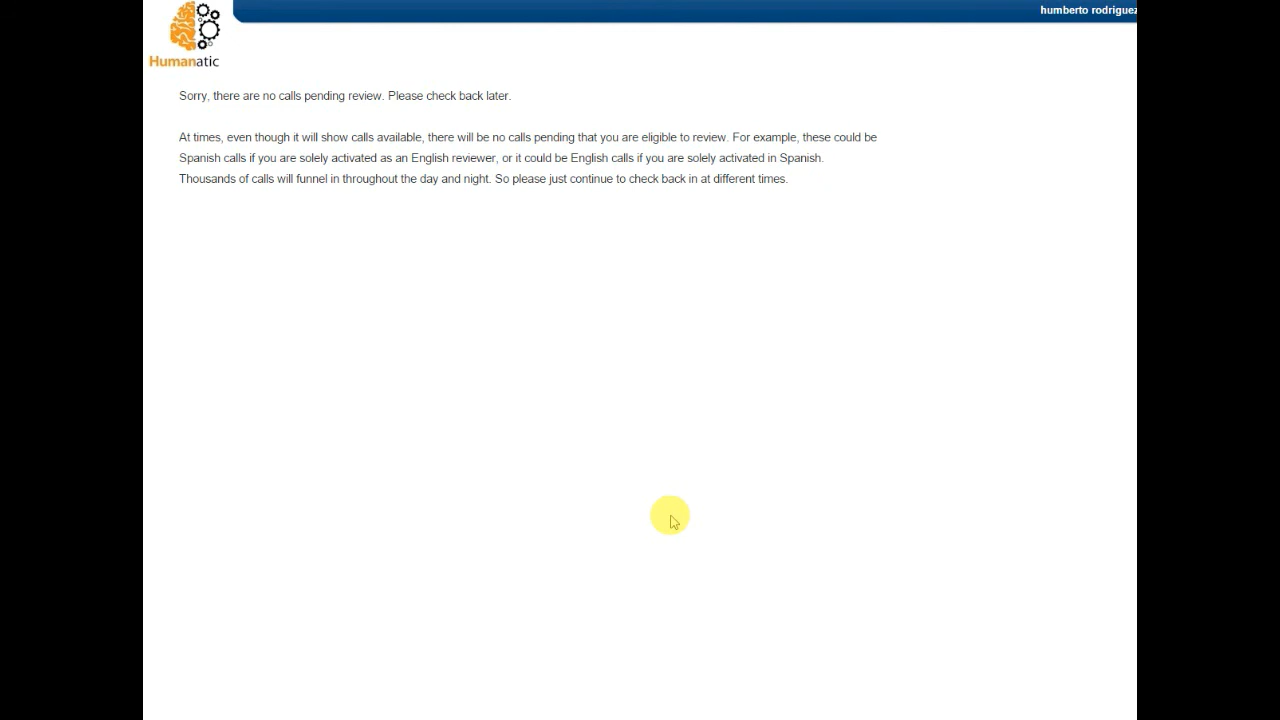 humberto rodriguez
Humanatic
Sorry, there are no calls pending review. Please check back later.
At times, even though it will show calls available, there will be no calls pending that you are eligible to review. For example, these could be
Spanish calls if you are solely activated as an English reviewer, or it could be English calls if you are solely activated in Spanish.
Thousands of calls will funnel in throughout the day and night. So please just continue to check back in at different times.